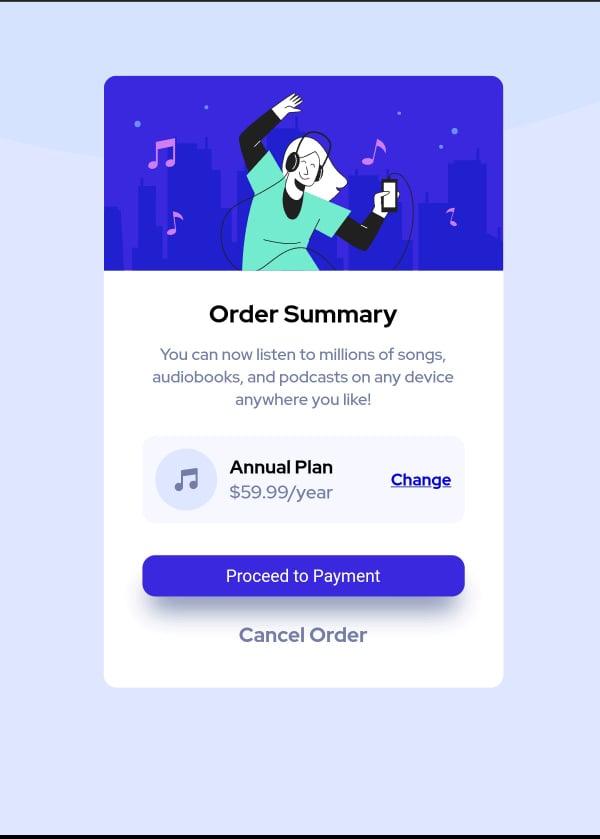 Order Summary
You can now listen to millions of songs,
audiobooks, and podcasts on any device
anywhere you like!
Annual Plan
$59.99/year
Change
Proceed to Payment
Cancel Order